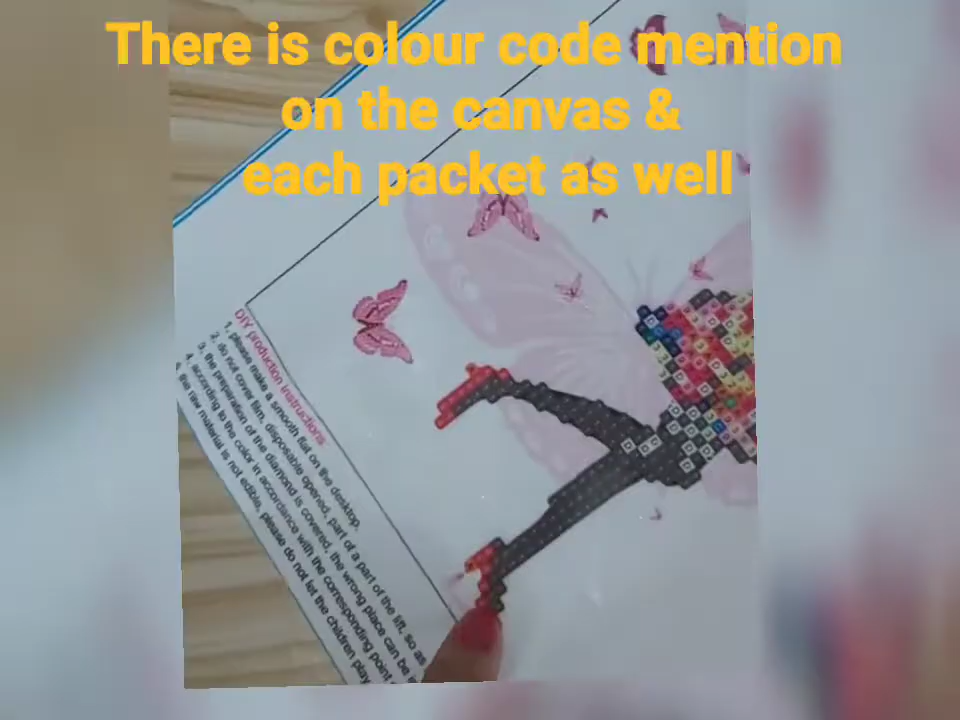 There is colour code mention
on the canvas &
each packet as well
DIY production instructions
1. please make a smooth flat on the desktop.
2. do not cover film, disposable opened, part of a part of the lift, so as
3. the preparation of the diamond is covered, the wrong place can be
4. according to the color in accordance with the corresponding point
the raw material is not edible, please do not let the children play